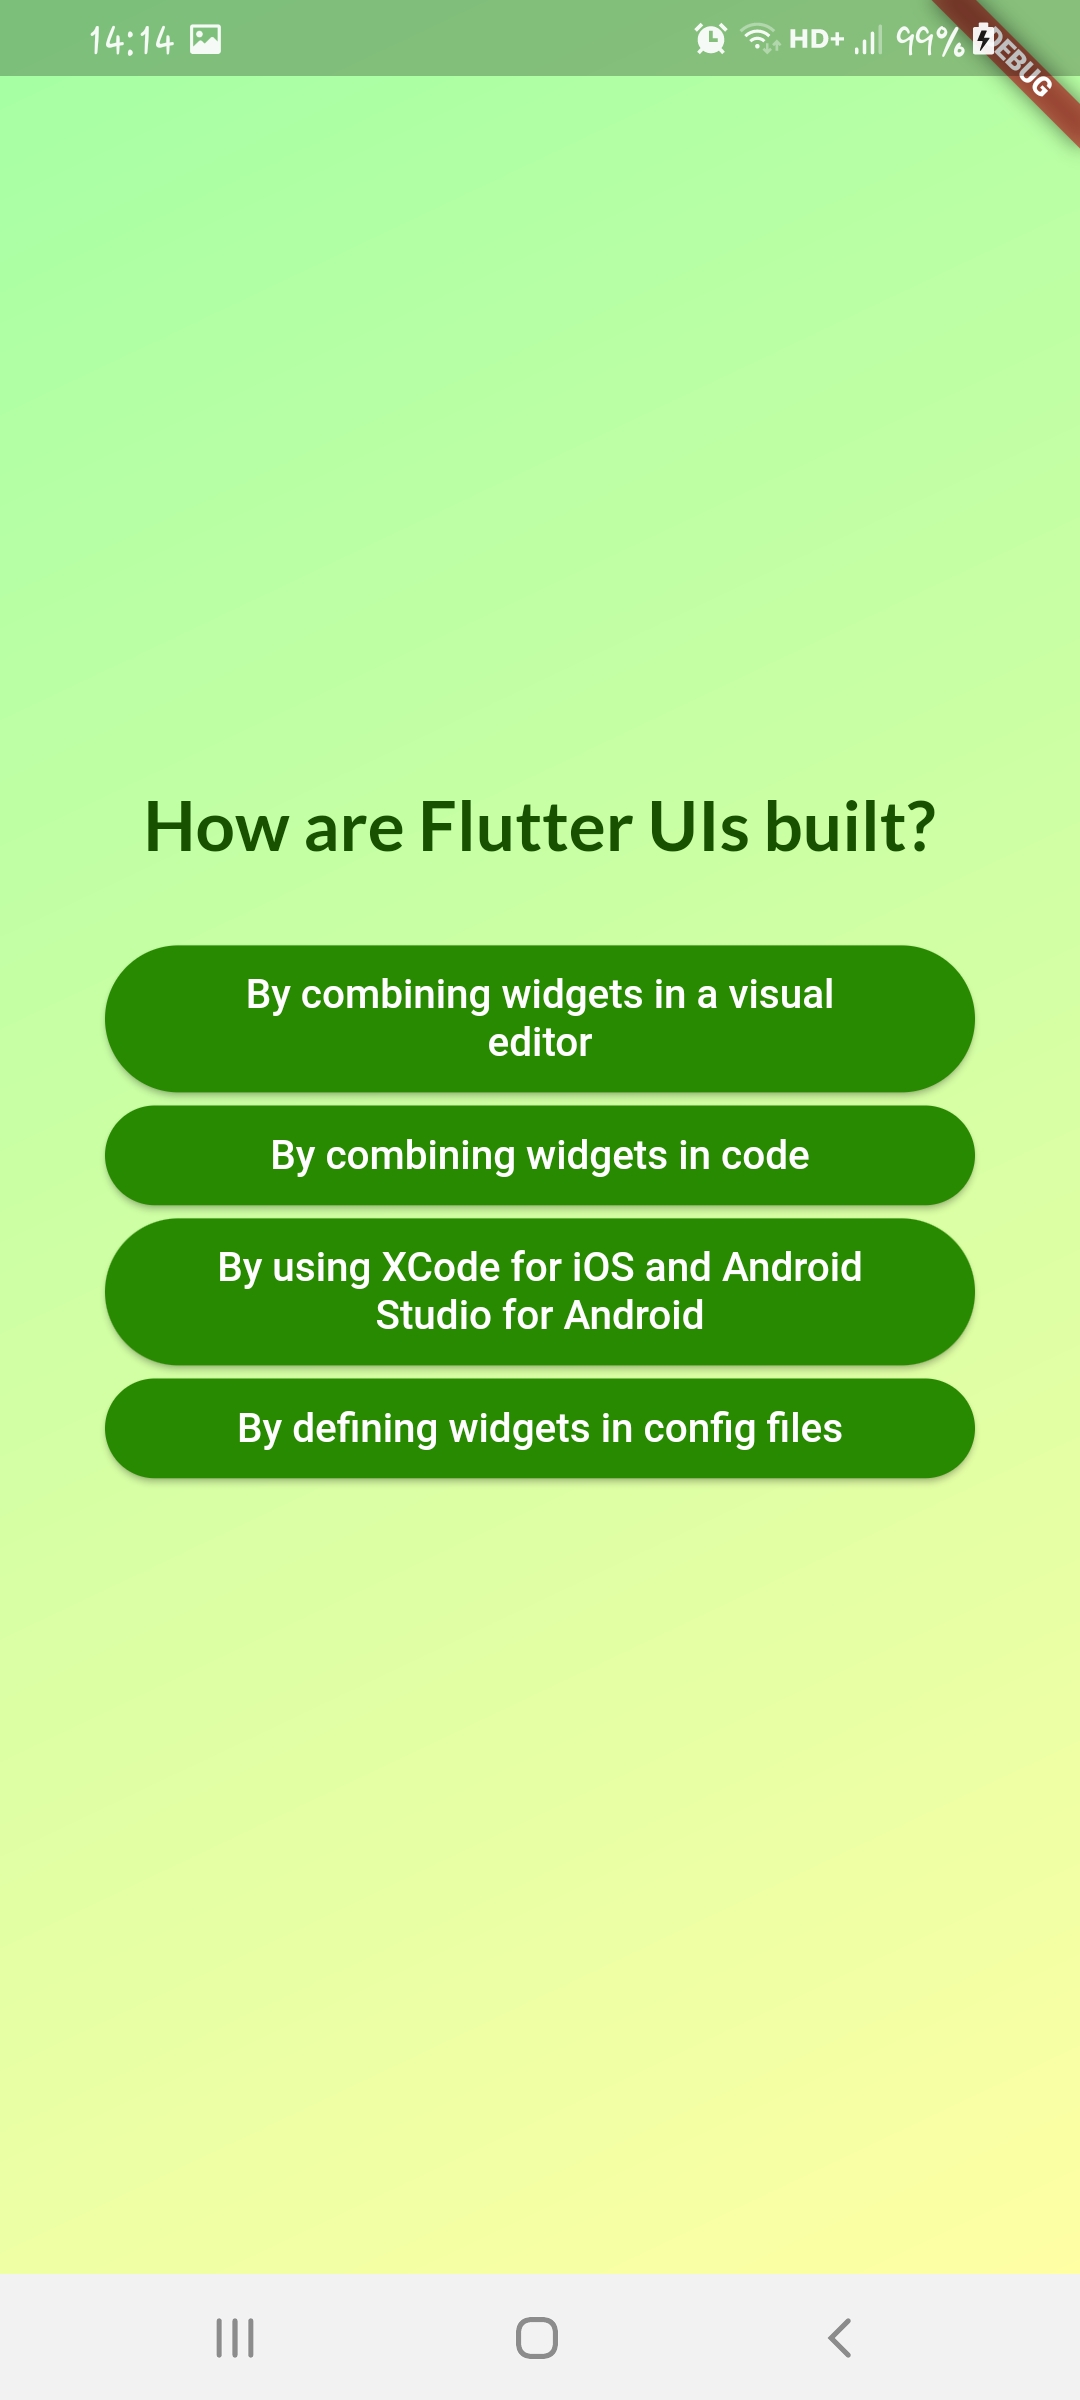 14:14 HD+ 99%
DEBUG
How are Flutter UIs built?
By combining widgets in a visual
editor
By combining widgets in code
By using XCode for iOS and Android
Studio for Android
By defining widgets in config files